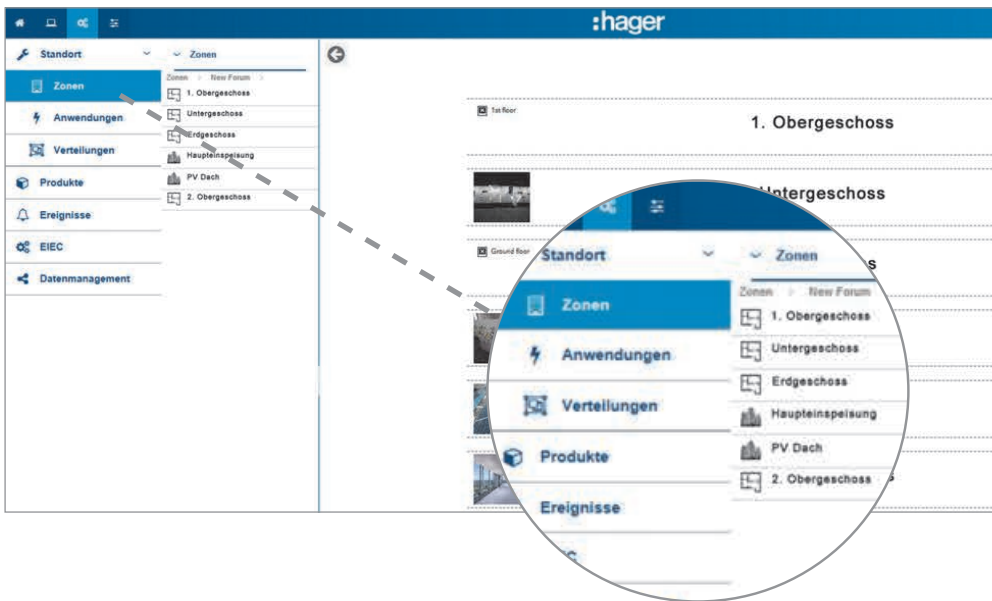 :hager
Standort
Zonen
Anwendungen
Verteilungen
Produkte
Ereignisse
EIEC
Datenmanagement
Zonen
Zonen > New Forum >
1. Obergeschoss
Untergeschoss
Erdgeschoss
Haupteinspeisung
PV Dach
2. Obergeschoss
1st floor
1. Obergeschoss
Untergeschoss
Ground floor
Standort
Zonen
Anwendungen
Verteilungen
Produkte
Ereignisse
Zonen
Zonen > New Forum
1. Obergeschoss
Untergeschoss
Erdgeschoss
Haupteinspeisung
PV Dach
2. Obergeschoss